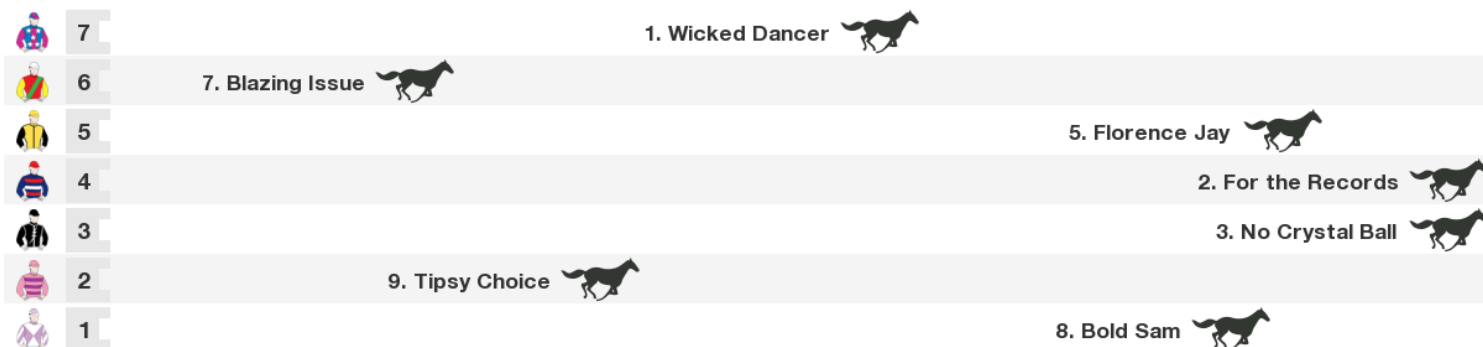 7 1. Wicked Dancer
6 7. Blazing Issue
5 5. Florence Jay
4 2. For the Records
3 3. No Crystal Ball
2 9. Tipsy Choice
1 8. Bold Sam